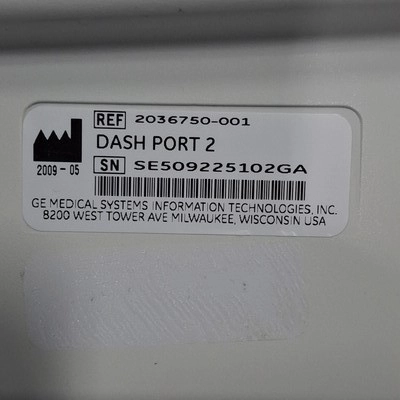 REF 2036750-001
DASH PORT 2
2009-05
SN SE509225102GA
GE MEDICAL SYSTEMS INFORMATION TECHNOLOGIES, INC.
8200 WEST TOWER AVE MILWAUKEE, WISCONSIN USA